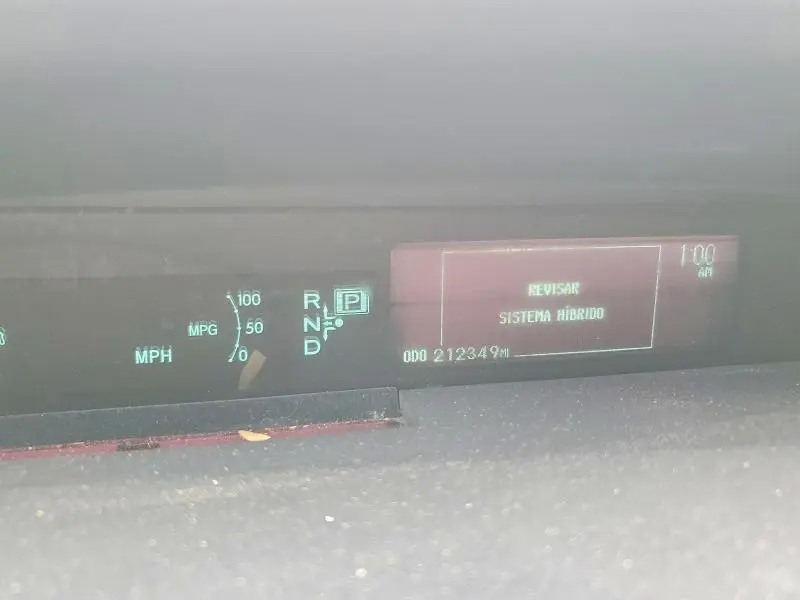 100
MPG 50
MPH 0
R P
N
D
1:00
AM
REVISAR
SISTEMA HÍBRIDO
ODO 212349 MI